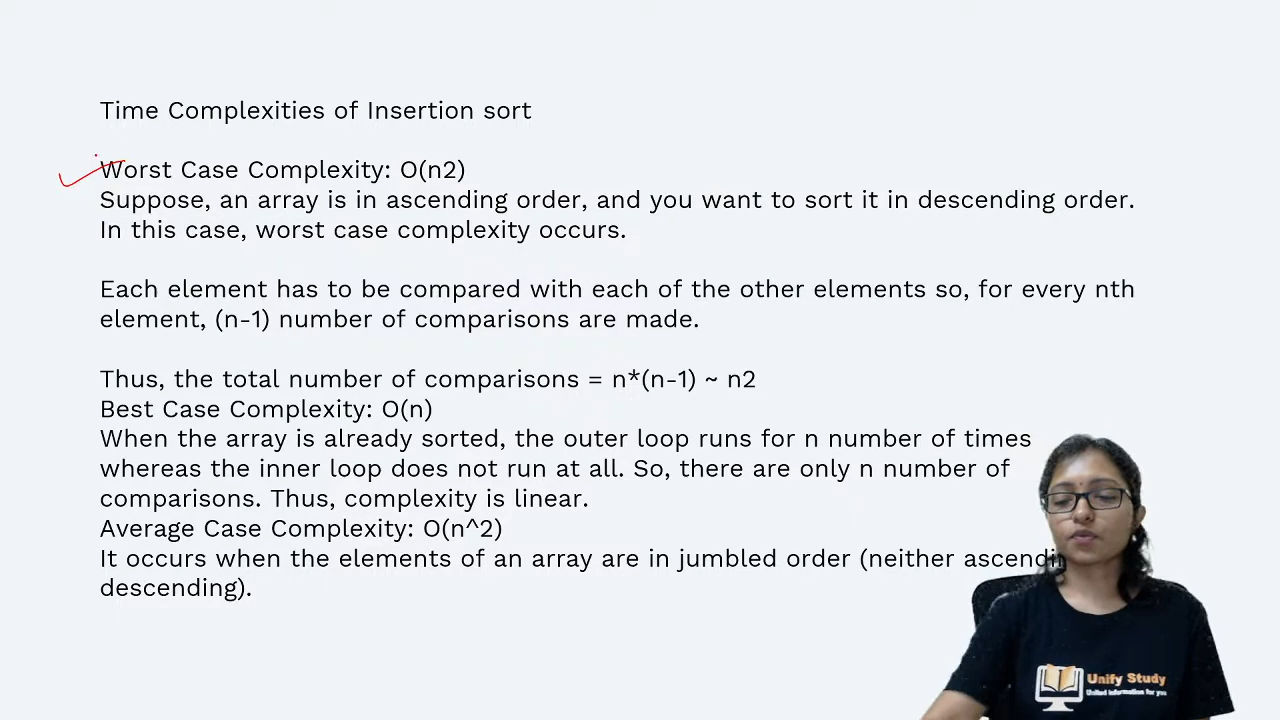 Time Complexities of Insertion sort
Worst Case Complexity: O(n2)
Suppose, an array is in ascending order, and you want to sort it in descending order.
In this case, worst case complexity occurs.
Each element has to be compared with each of the other elements so, for every nth
element, (n-1) number of comparisons are made.
Thus, the total number of comparisons = n*(n-1) ~ n2
Best Case Complexity: O(n)
When the array is already sorted, the outer loop runs for n number of times
whereas the inner loop does not run at all. So, there are only n number of
comparisons. Thus, complexity is linear.
Average Case Complexity: O(n^2)
It occurs when the elements of an array are in jumbled order (neither
descending).
Unify Study
United Information for you